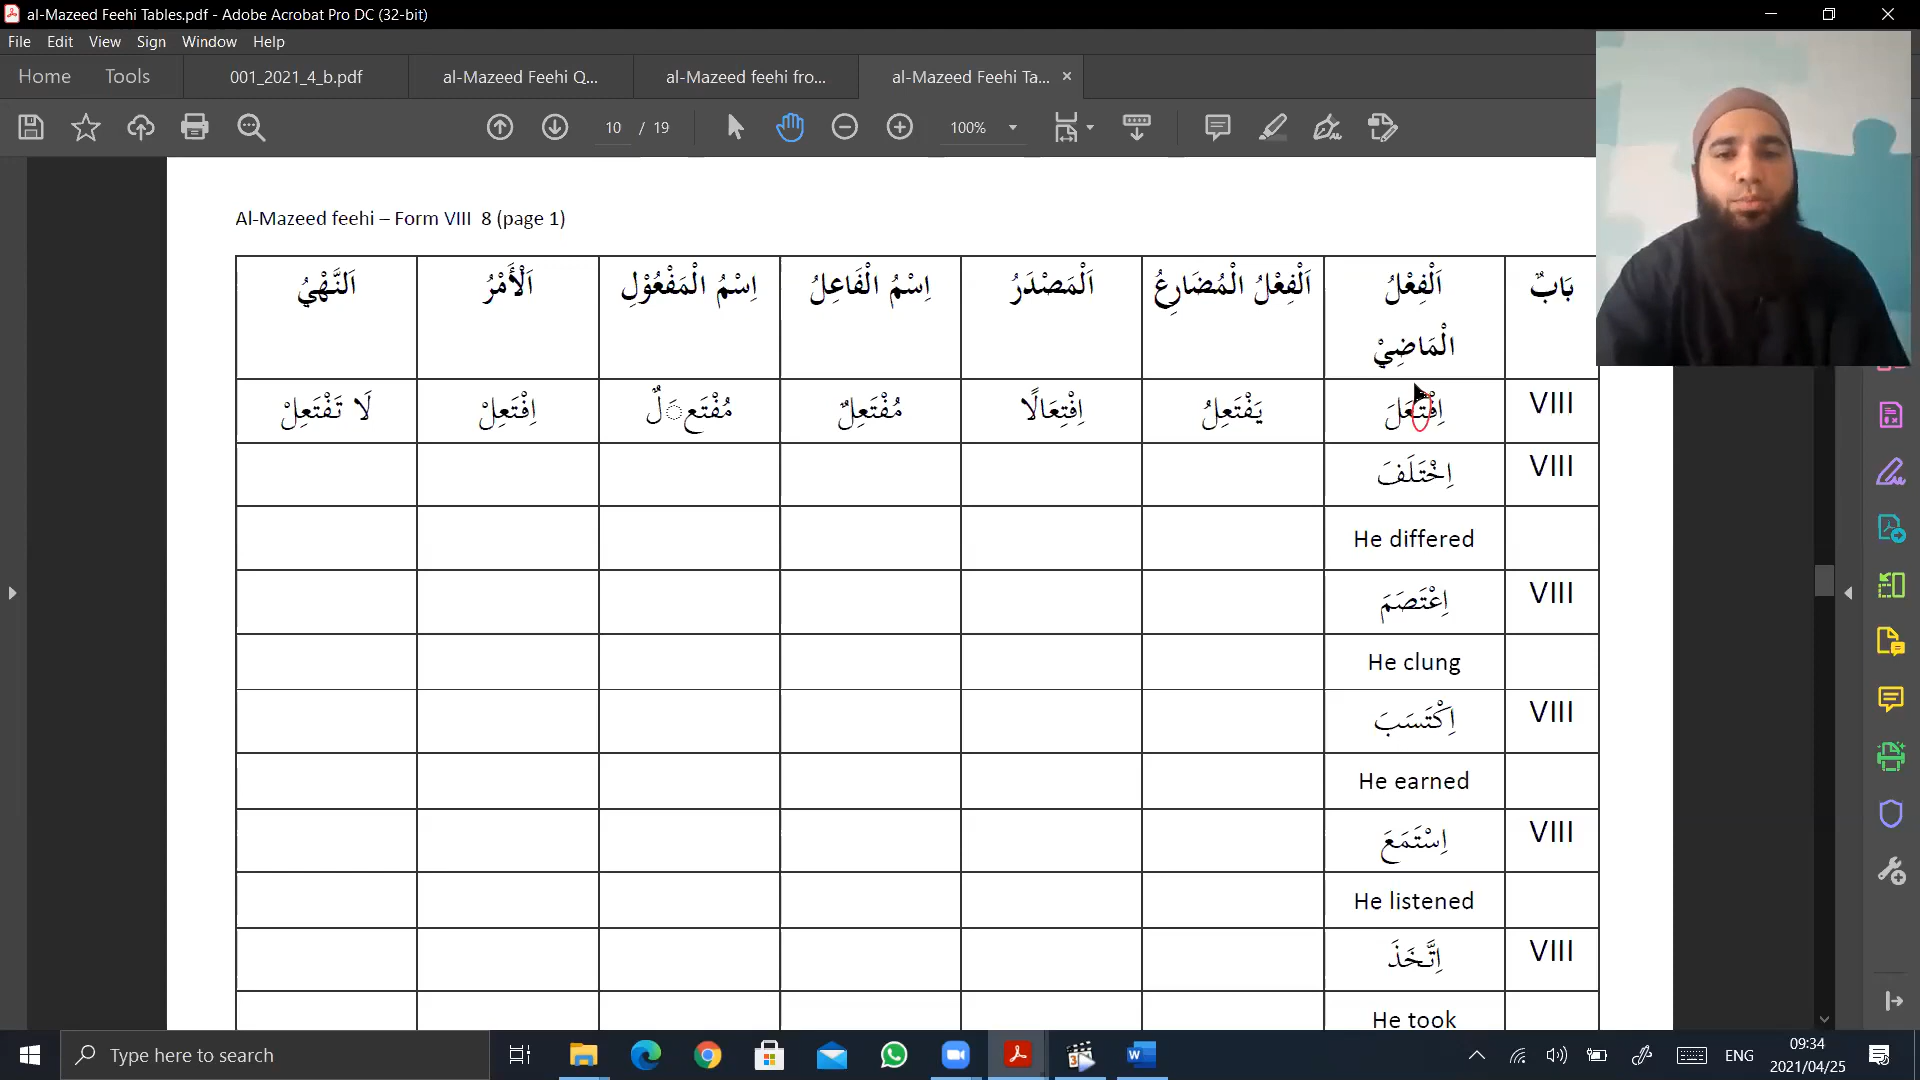 al-Mazeed Feehi Tables.pdf - Adobe Acrobat Pro DC (32-bit)
File Edit View Sign Window Help
Home Tools 001_2021_4_b.pdf al-Mazeed Feehi Q... al-Mazeed feehi fro... al-Mazeed Feehi Ta... ×
10 / 19 100%
Al-Mazeed feehi – Form VIII 8 (page 1)
بَابٌ اَلْفِعْلُ الْمَاضِيْ اَلْفِعْلُ الْمُضَارِعُ اَلْمَصْدَرُ اِسْمُ الْفَاعِلُ اِسْمُ الْمَفْعُوْلِ اَلْأَمْرُ اَلنَّهْيُ
VIII اِفْتَعَلَ يَفْتَعِلُ اِفْتِعَالًا مُفْتَعِلٌ مُفْتَع◌َلٌ اِفْتَعِلْ لَا تَفْتَعِلْ
VIII اِخْتَلَفَ
He differed
VIII اِعْتَصَمَ
He clung
VIII اِكْتَسَبَ
He earned
VIII اِسْتَمَعَ
He listened
VIII اِتَّخَذَ
He took
Type here to search
ENG
09:34
2021/04/25